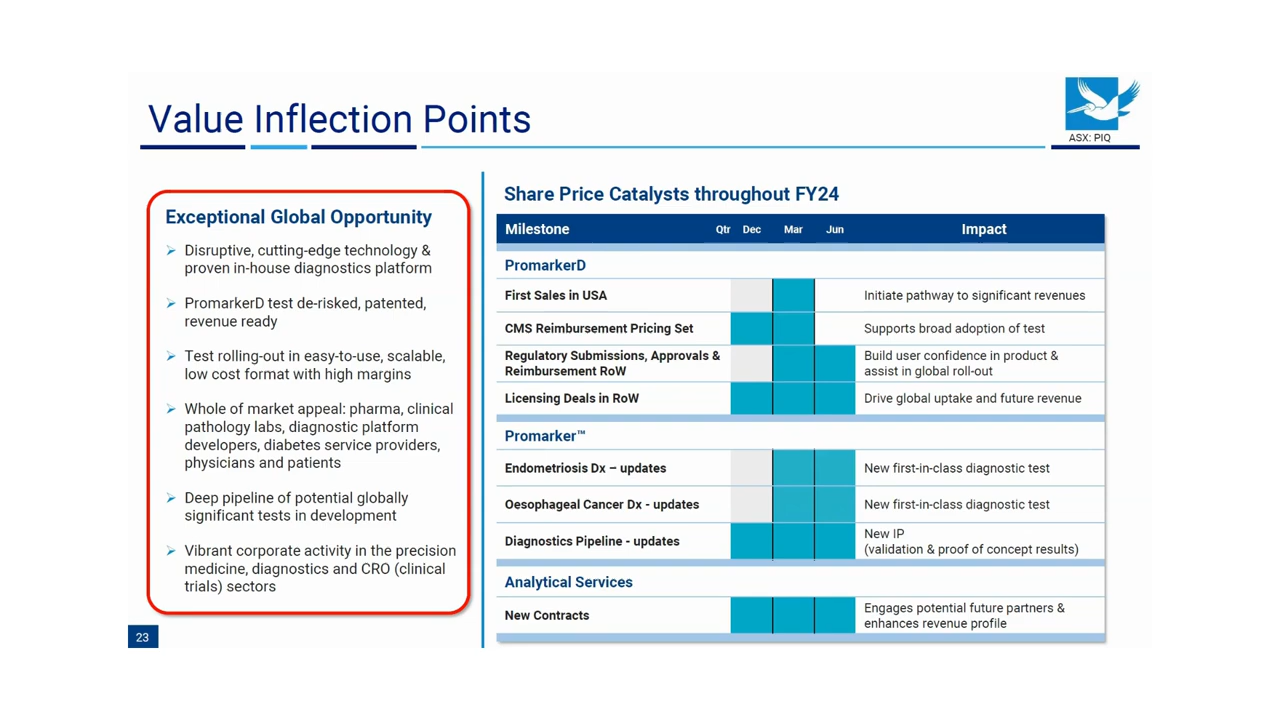 Value Inflection Points
ASX: PIQ
Exceptional Global Opportunity
Disruptive, cutting-edge technology &
proven in-house diagnostics platform
PromarkerD test de-risked, patented,
revenue ready
Test rolling-out in easy-to-use, scalable,
low cost format with high margins
Whole of market appeal: pharma, clinical
pathology labs, diagnostic platform
developers, diabetes service providers,
physicians and patients
Deep pipeline of potential globally
significant tests in development
Vibrant corporate activity in the precision
medicine, diagnostics and CRO (clinical
trials) sectors
23
Share Price Catalysts throughout FY24
Milestone Qtr Dec Mar Jun Impact
PromarkerD
First Sales in USA Initiate pathway to significant revenues
CMS Reimbursement Pricing Set Supports broad adoption of test
Regulatory Submissions, Approvals &
Reimbursement RoW
Build user confidence in product &
assist in global roll-out
Licensing Deals in RoW Drive global uptake and future revenue
Promarker™
Endometriosis Dx – updates New first-in-class diagnostic test
Oesophageal Cancer Dx - updates New first-in-class diagnostic test
Diagnostics Pipeline - updates
New IP
(validation & proof of concept results)
Analytical Services
New Contracts
Engages potential future partners &
enhances revenue profile